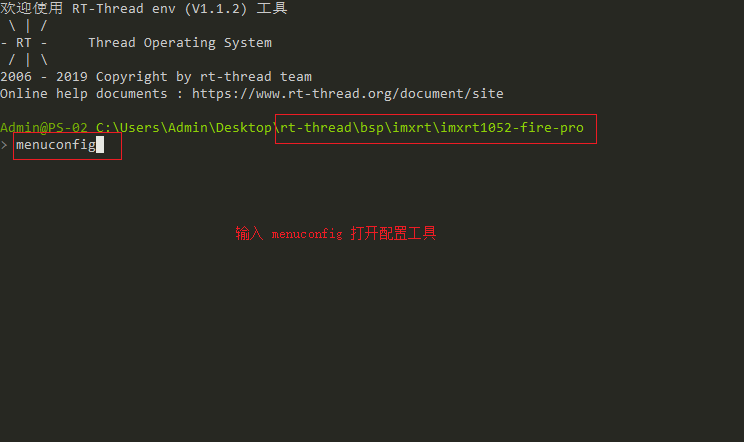 欢迎使用 RT-Thread env (V1.1.2) 工具
 \ | /
- RT -     Thread Operating System
 / | \
2006 - 2019 Copyright by rt-thread team
Online help documents : https://www.rt-thread.org/document/site
Admin@PS-02 C:\Users\Admin\Desktop\rt-thread\bsp\imxrt\imxrt1052-fire-pro
> menuconfig
输入 menuconfig 打开配置工具